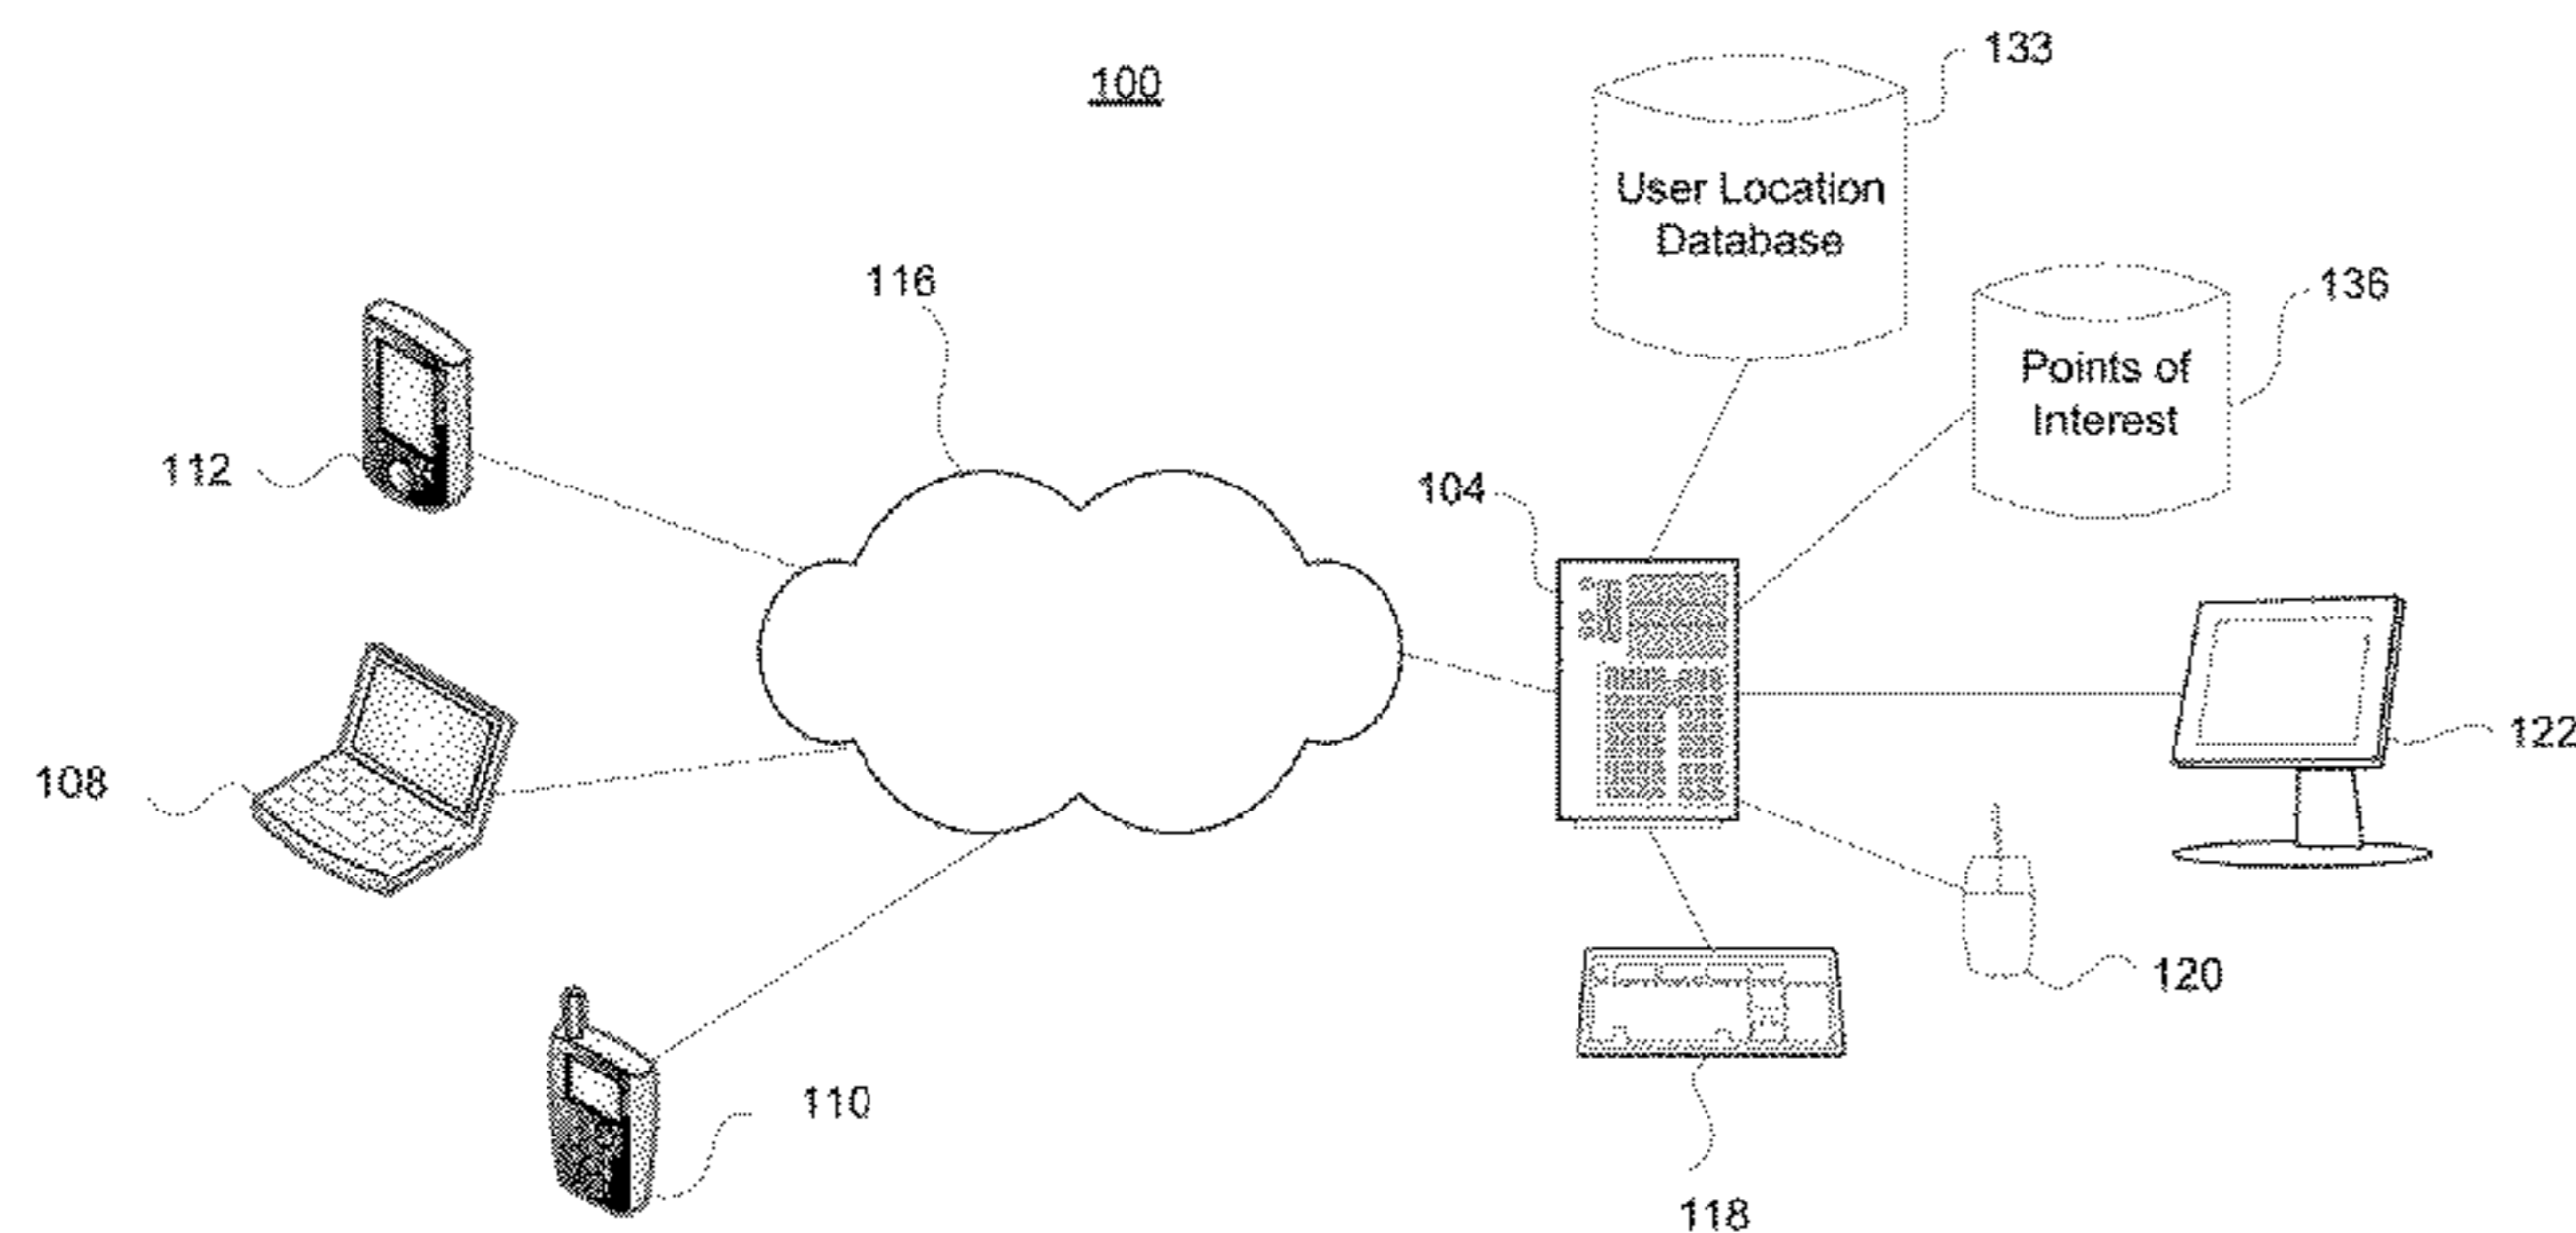 100
133
User Location
Database
116
136
Points of
Interest
112
104
122
108
120
110
118